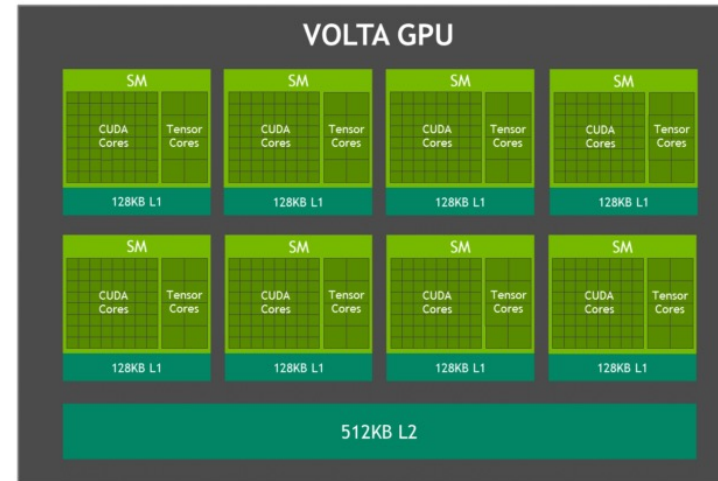 VOLTA GPU
SM SM SM SM
CUDA Cores Tensor Cores CUDA Cores Tensor Cores CUDA Cores Tensor Cores CUDA Cores Tensor Cores
128KB L1 128KB L1 128KB L1 128KB L1
SM SM SM SM
CUDA Cores Tensor Cores CUDA Cores Tensor Cores CUDA Cores Tensor Cores CUDA Cores Tensor Cores
128KB L1 128KB L1 128KB L1 128KB L1
512KB L2